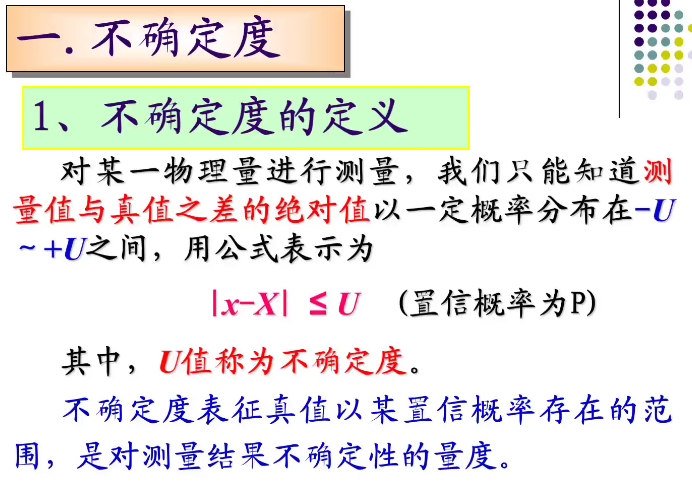 一.不确定度
1、不确定度的定义
对某一物理量进行测量，我们只能知道测
量值与真值之差的绝对值以一定概率分布在-U
~+U之间，用公式表示为
|x-X| ≤ U （置信概率为P）
其中，U值称为不确定度。
不确定度表征真值以某置信概率存在的范
围，是对测量结果不确定性的量度。